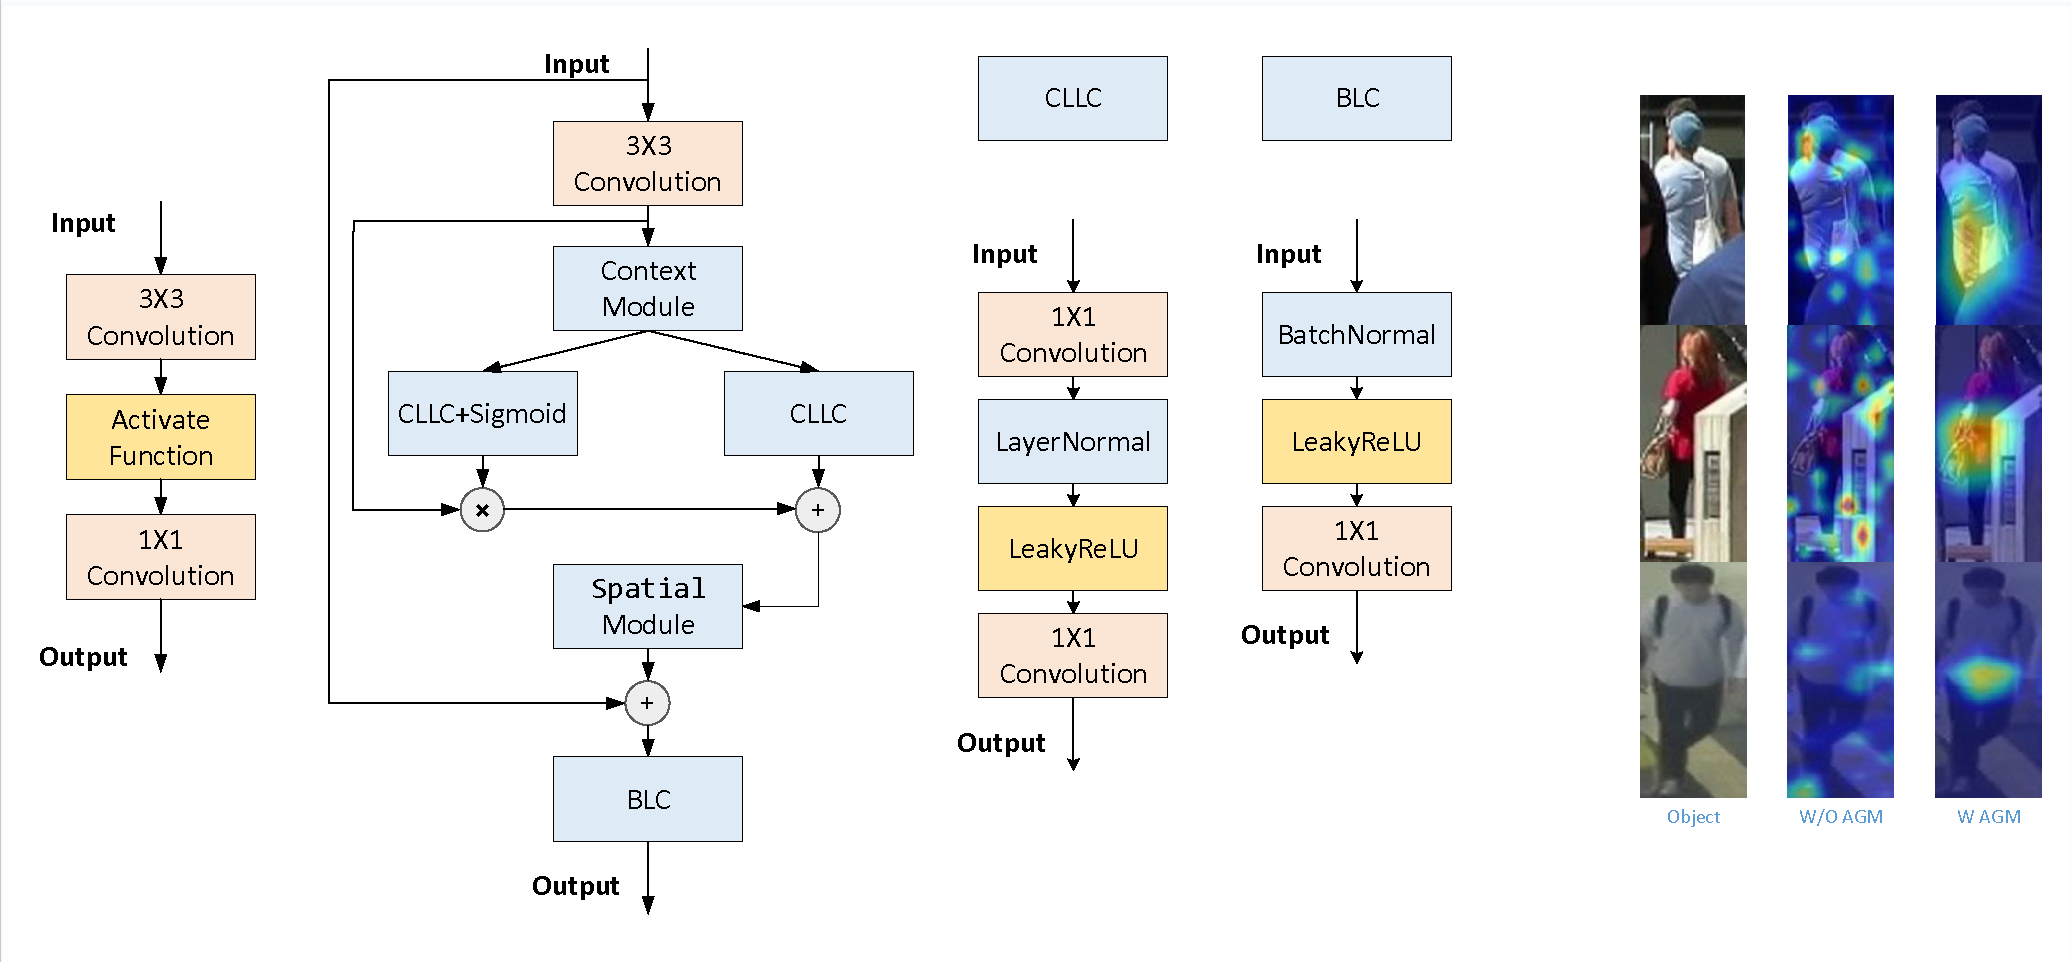 Input
3X3
Convolution
Activate
Function
1X1
Convolution
Output
Input
3X3
Convolution
Context
Module
CLLC+Sigmoid
CLLC
×
+
Spatial
Module
+
BLC
Output
CLLC
Input
1X1
Convolution
LayerNormal
LeakyReLU
1X1
Convolution
Output
BLC
Input
BatchNormal
LeakyReLU
1X1
Convolution
Output
Object
W/O AGM
W AGM